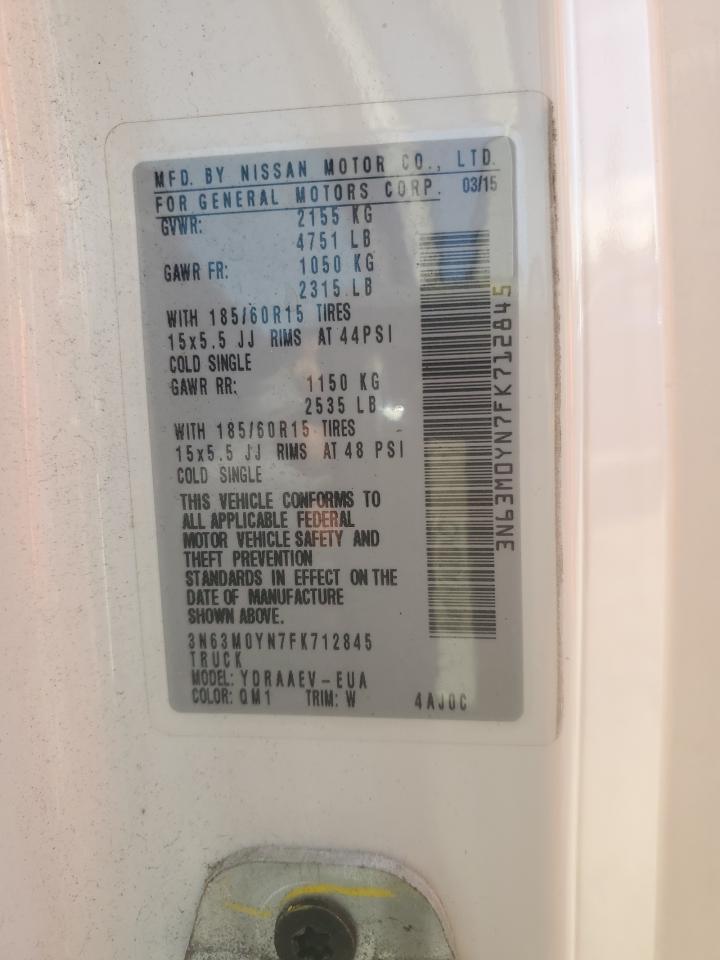 MFD. BY NISSAN MOTOR CO., LTD.
FOR GENERAL MOTORS CORP. 03/15
GVWR: 2155 KG
4751 LB
GAWR FR: 1050 KG
2315 LB
WITH 185/60R15 TIRES
15x5.5 JJ RIMS AT 44PSI
COLD SINGLE
GAWR RR: 1150 KG
2535 LB
WITH 185/60R15 TIRES
15x5.5 JJ RIMS AT 48 PSI
COLD SINGLE
THIS VEHICLE CONFORMS TO
ALL APPLICABLE FEDERAL
MOTOR VEHICLE SAFETY AND
THEFT PREVENTION
STANDARDS IN EFFECT ON THE
DATE OF MANUFACTURE
SHOWN ABOVE.
3N63M0YN7FK712845
TRUCK
MODEL: YDRAAEV-EUA
COLOR: QM1 TRIM: W 4AJ0C
3N63M0YN7FK712845